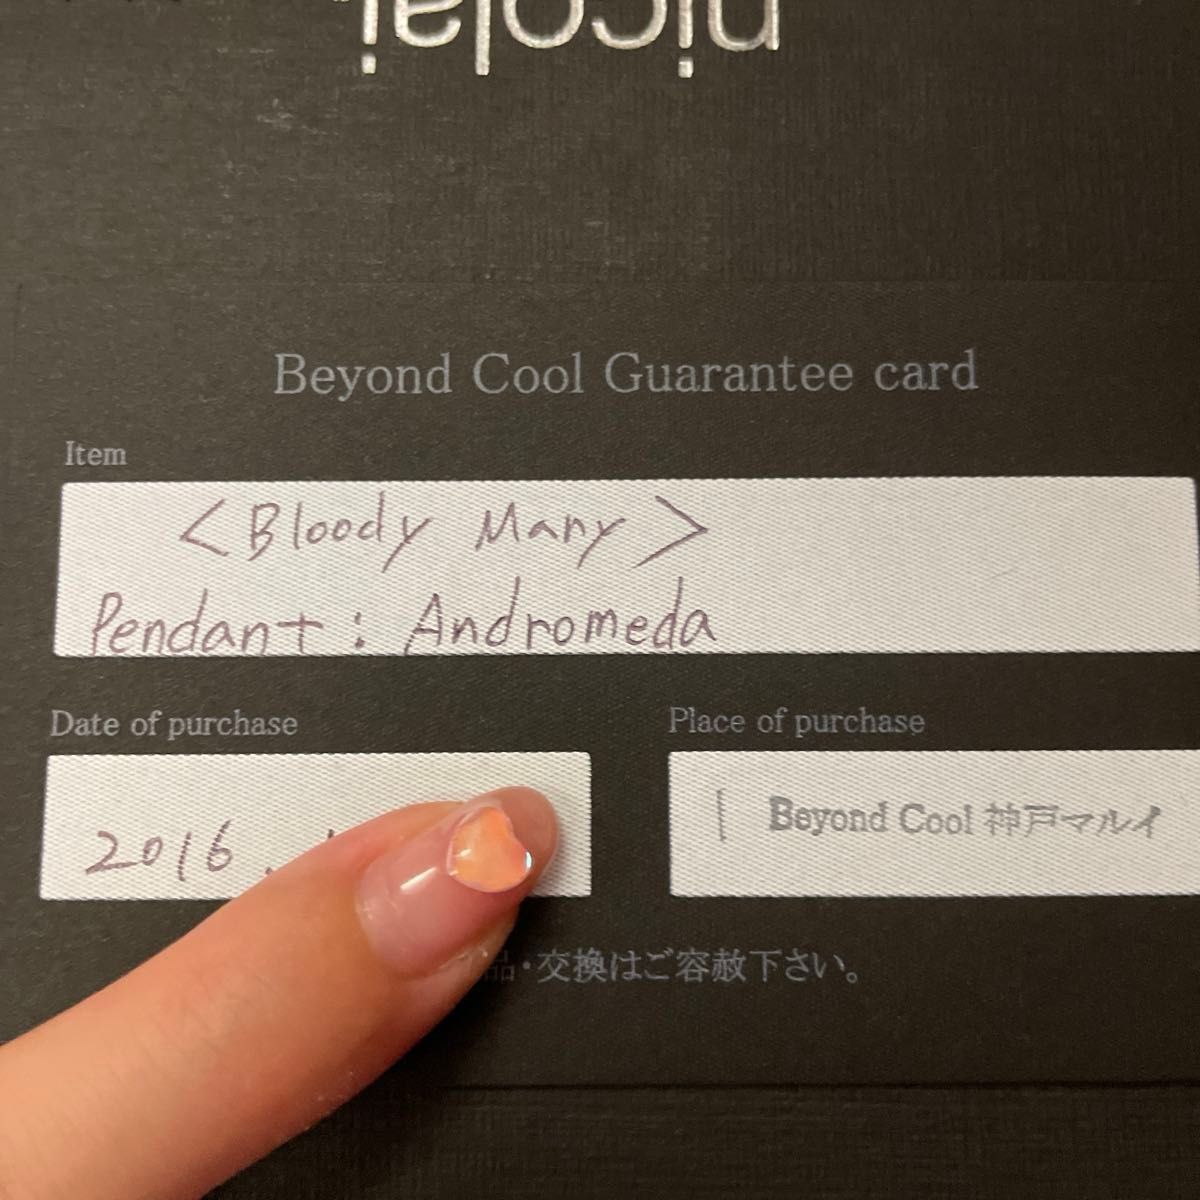 nicolai
Beyond Cool Guarantee card
Item
<Bloody Mary>
Pendant: Andromeda
Date of purchase
Place of purchase
2016.
Beyond Cool 神戸マルイ
品・交換はご容赦下さい。